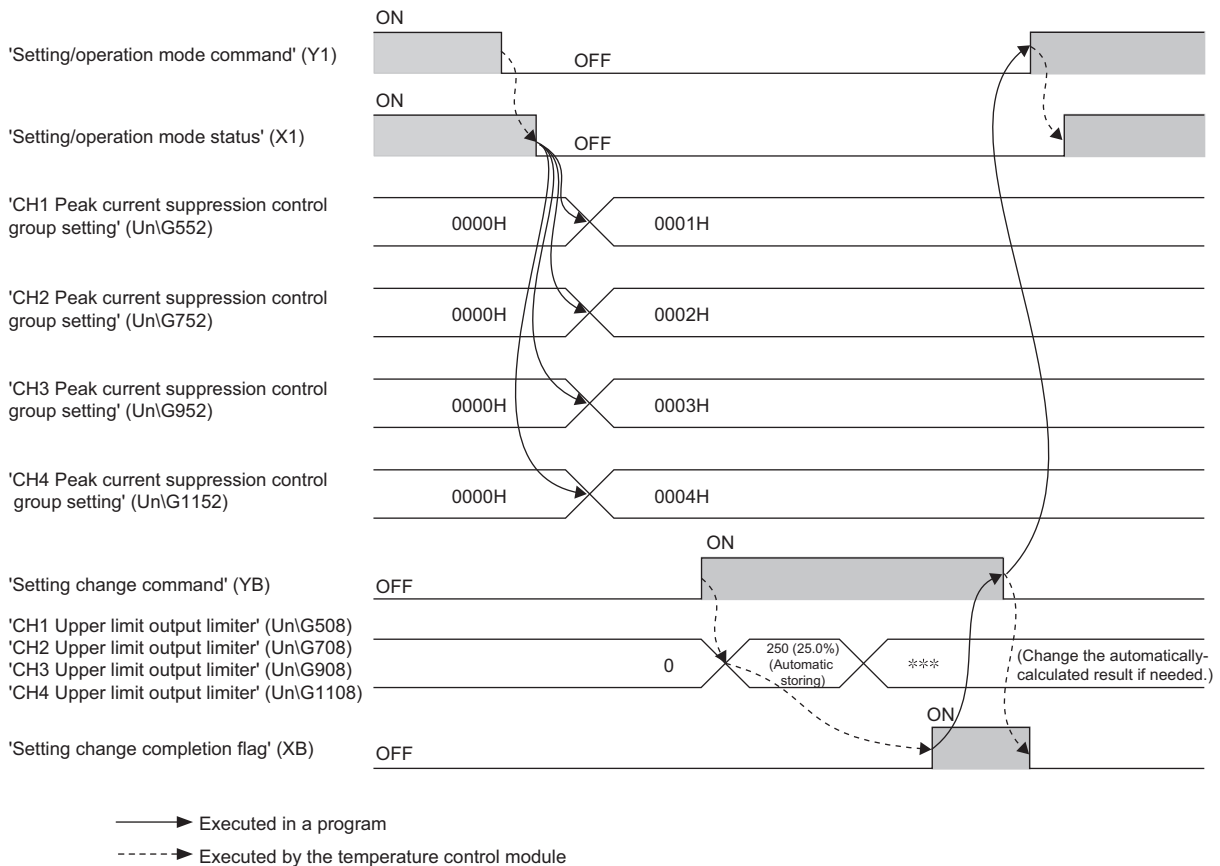 ON
'Setting/operation mode command' (Y1)
OFF
ON
'Setting/operation mode status' (X1)
OFF
'CH1 Peak current suppression control
group setting' (Un\G552)
0000H
0001H
'CH2 Peak current suppression control
group setting' (Un\G752)
0000H
0002H
'CH3 Peak current suppression control
group setting' (Un\G952)
0000H
0003H
'CH4 Peak current suppression control
group setting' (Un\G1152)
0000H
0004H
ON
'Setting change command' (YB)
OFF
'CH1 Upper limit output limiter' (Un\G508)
'CH2 Upper limit output limiter' (Un\G708)
'CH3 Upper limit output limiter' (Un\G908)
'CH4 Upper limit output limiter' (Un\G1108)
0
250 (25.0%)
(Automatic
storing)
***
(Change the automatically-
calculated result if needed.)
ON
'Setting change completion flag' (XB)
OFF
Executed in a program
Executed by the temperature control module